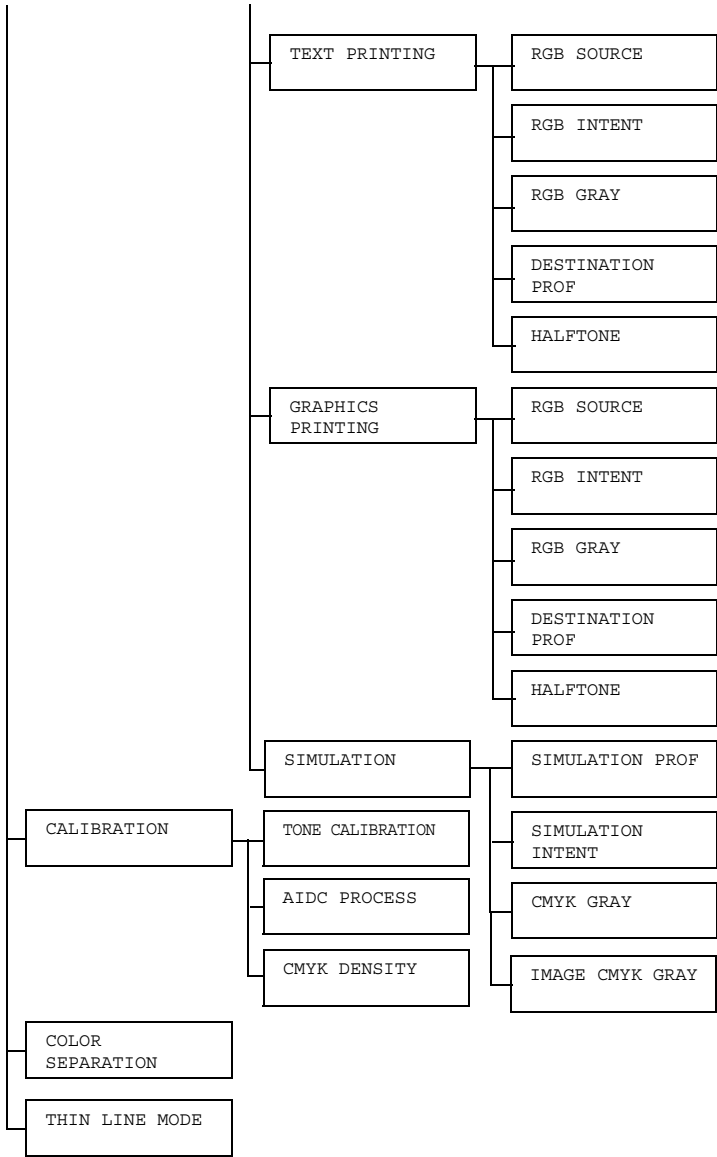 TEXT PRINTING
RGB SOURCE
RGB INTENT
RGB GRAY
DESTINATION
PROF
HALFTONE
GRAPHICS
PRINTING
RGB SOURCE
RGB INTENT
RGB GRAY
DESTINATION
PROF
HALFTONE
SIMULATION
SIMULATION PROF
SIMULATION
INTENT
CMYK GRAY
IMAGE CMYK GRAY
CALIBRATION
TONE CALIBRATION
AIDC PROCESS
CMYK DENSITY
COLOR
SEPARATION
THIN LINE MODE